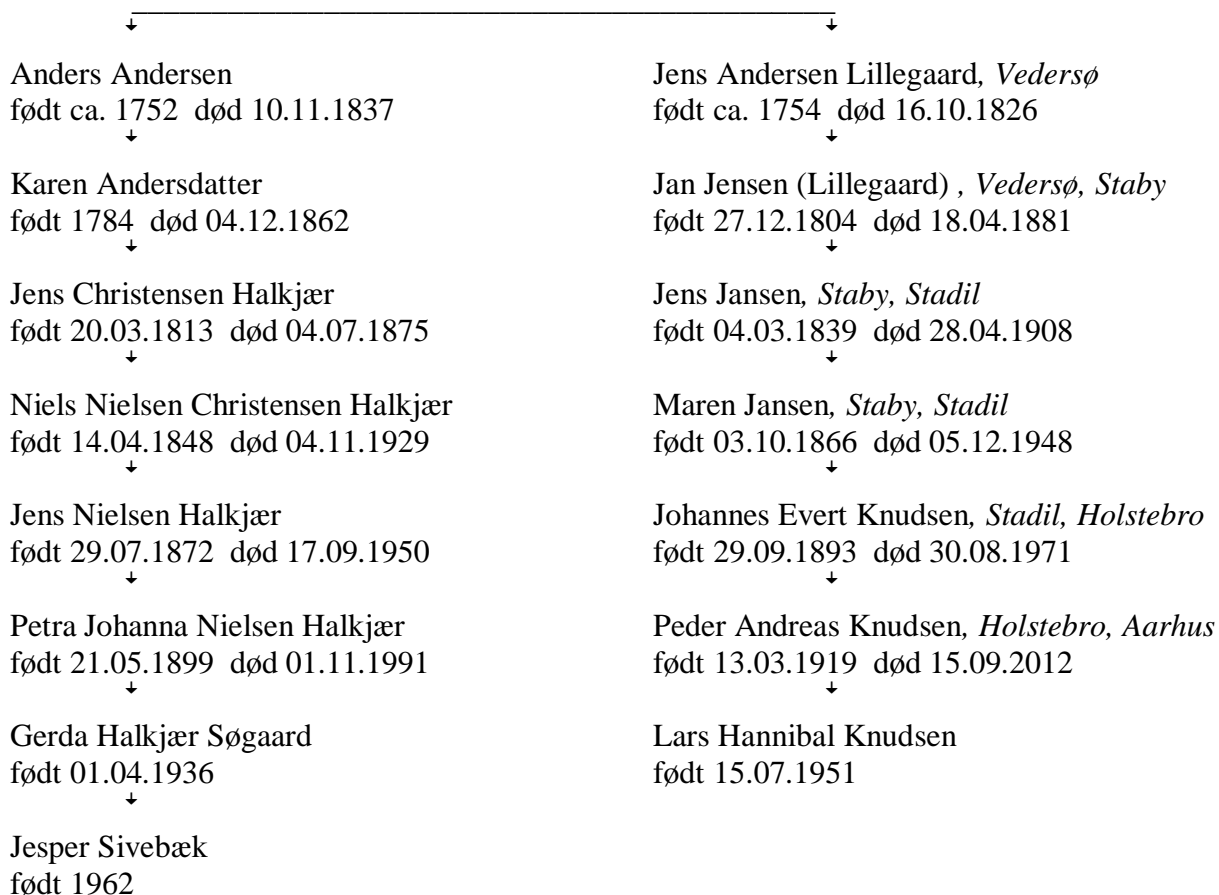 Anders Andersen
født ca. 1752 død 10.11.1837
Karen Andersdatter
født 1784 død 04.12.1862
Jens Christensen Halkjær
født 20.03.1813 død 04.07.1875
Niels Nielsen Christensen Halkjær
født 14.04.1848 død 04.11.1929
Jens Nielsen Halkjær
født 29.07.1872 død 17.09.1950
Petra Johanna Nielsen Halkjær
født 21.05.1899 død 01.11.1991
Gerda Halkjær Søgaard
født 01.04.1936
Jesper Sivebæk
født 1962
Jens Andersen Lillegaard, Vedersø
født ca. 1754 død 16.10.1826
Jan Jensen (Lillegaard) , Vedersø, Staby
født 27.12.1804 død 18.04.1881
Jens Jansen, Staby, Stadil
født 04.03.1839 død 28.04.1908
Maren Jansen, Staby, Stadil
født 03.10.1866 død 05.12.1948
Johannes Evert Knudsen, Stadil, Holstebro
født 29.09.1893 død 30.08.1971
Peder Andreas Knudsen, Holstebro, Aarhus
født 13.03.1919 død 15.09.2012
Lars Hannibal Knudsen
født 15.07.1951